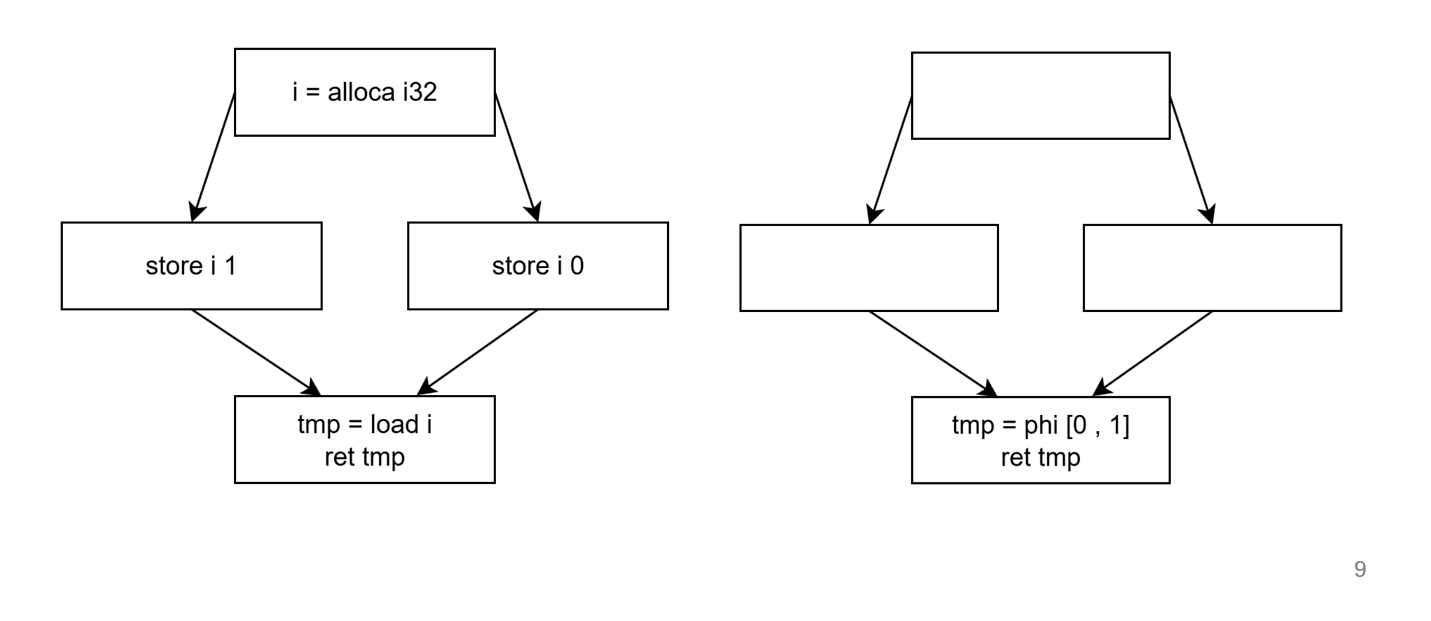 i = alloca i32
store i 1
store i 0
tmp = load i
ret tmp
tmp = phi [0 , 1]
ret tmp
9